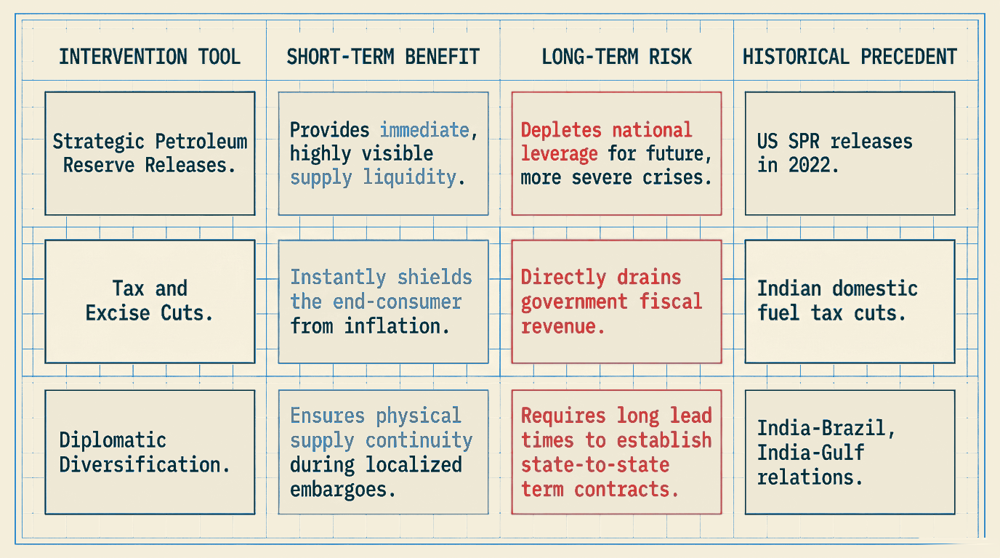 INTERVENTION TOOL
SHORT-TERM BENEFIT
LONG-TERM RISK
HISTORICAL PRECEDENT
Strategic Petroleum
Reserve Releases.
Provides immediate,
highly visible
supply liquidity.
Depletes national
leverage for future,
more severe crises.
US SPR releases
in 2022.
Tax and
Excise Cuts.
Instantly shields
the end-consumer
from inflation.
Directly drains
government fiscal
revenue.
Indian domestic
fuel tax cuts.
Diplomatic
Diversification.
Ensures physical
supply continuity
during localized
embargoes.
Requires long lead
times to establish
state-to-state
term contracts.
India-Brazil,
India-Gulf
relations.